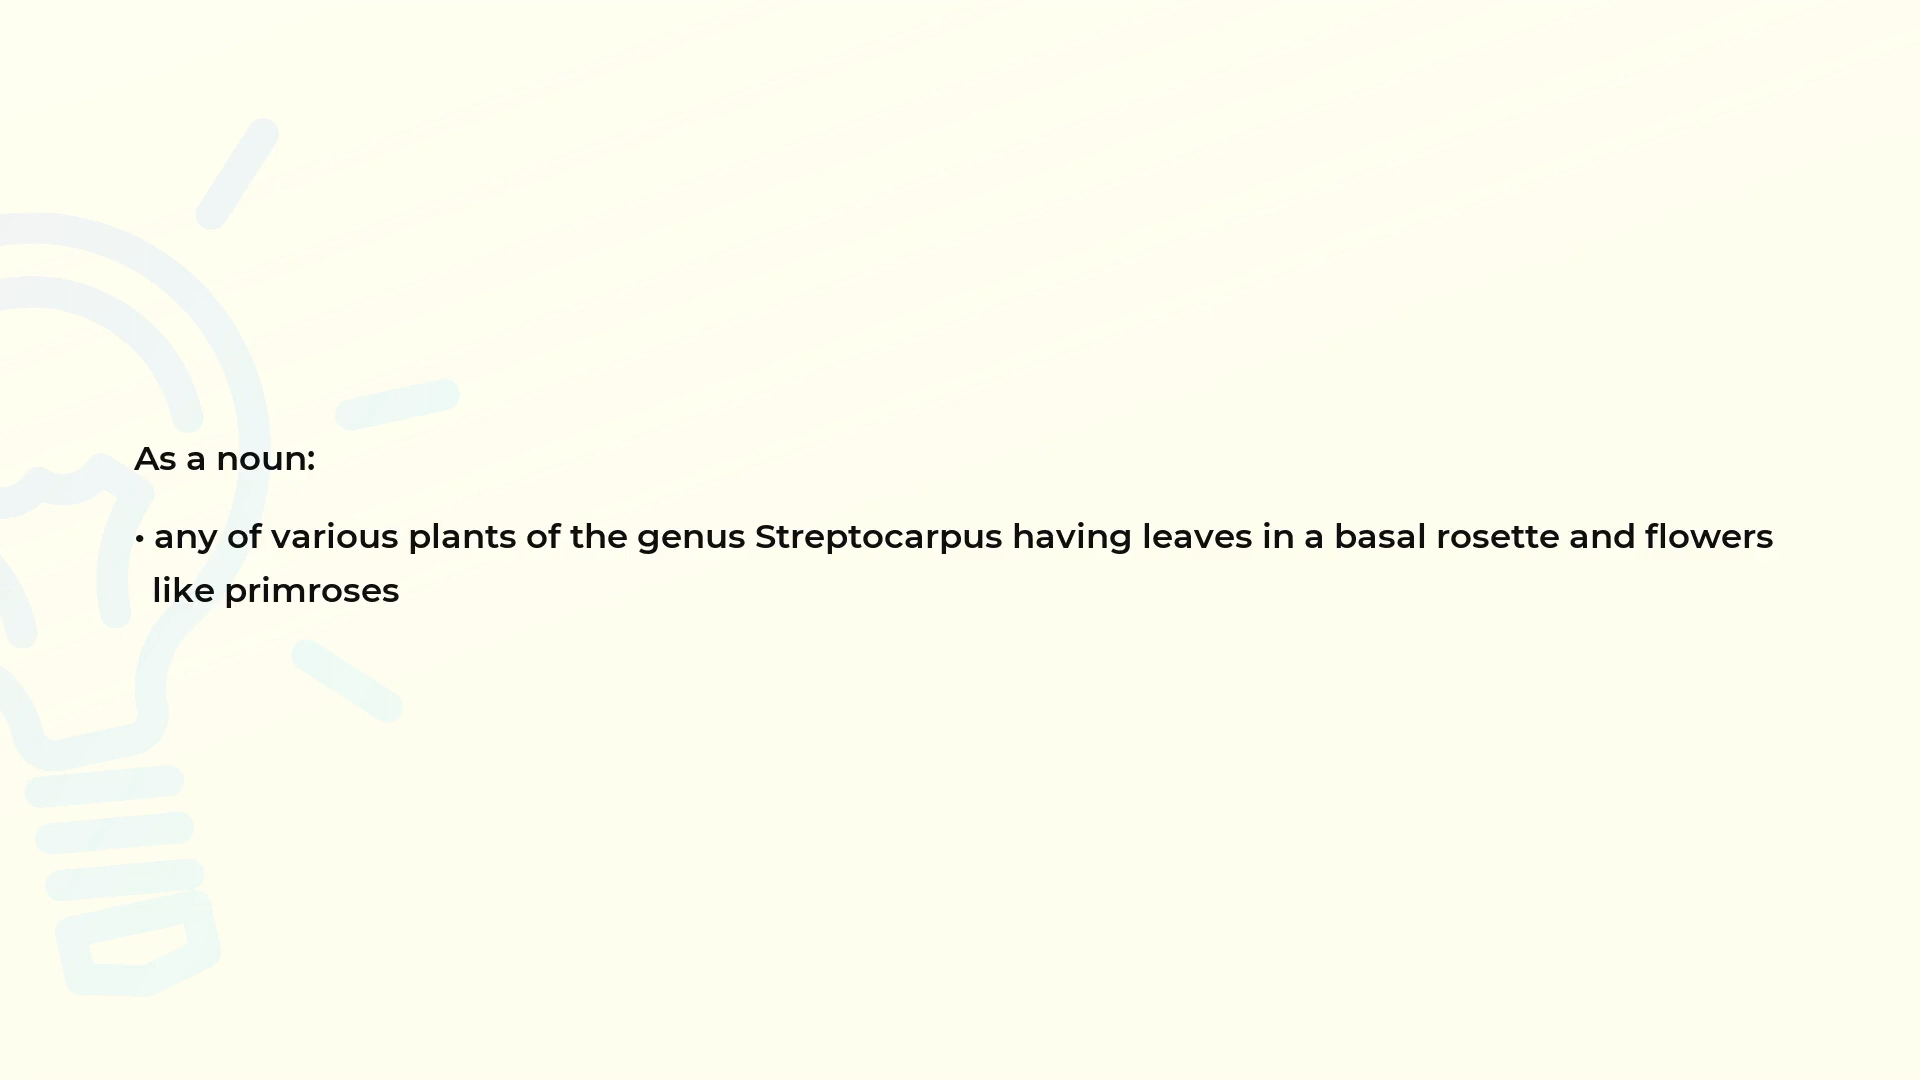 As a noun:
• any of various plants of the genus Streptocarpus having leaves in a basal rosette and flowers
like primroses